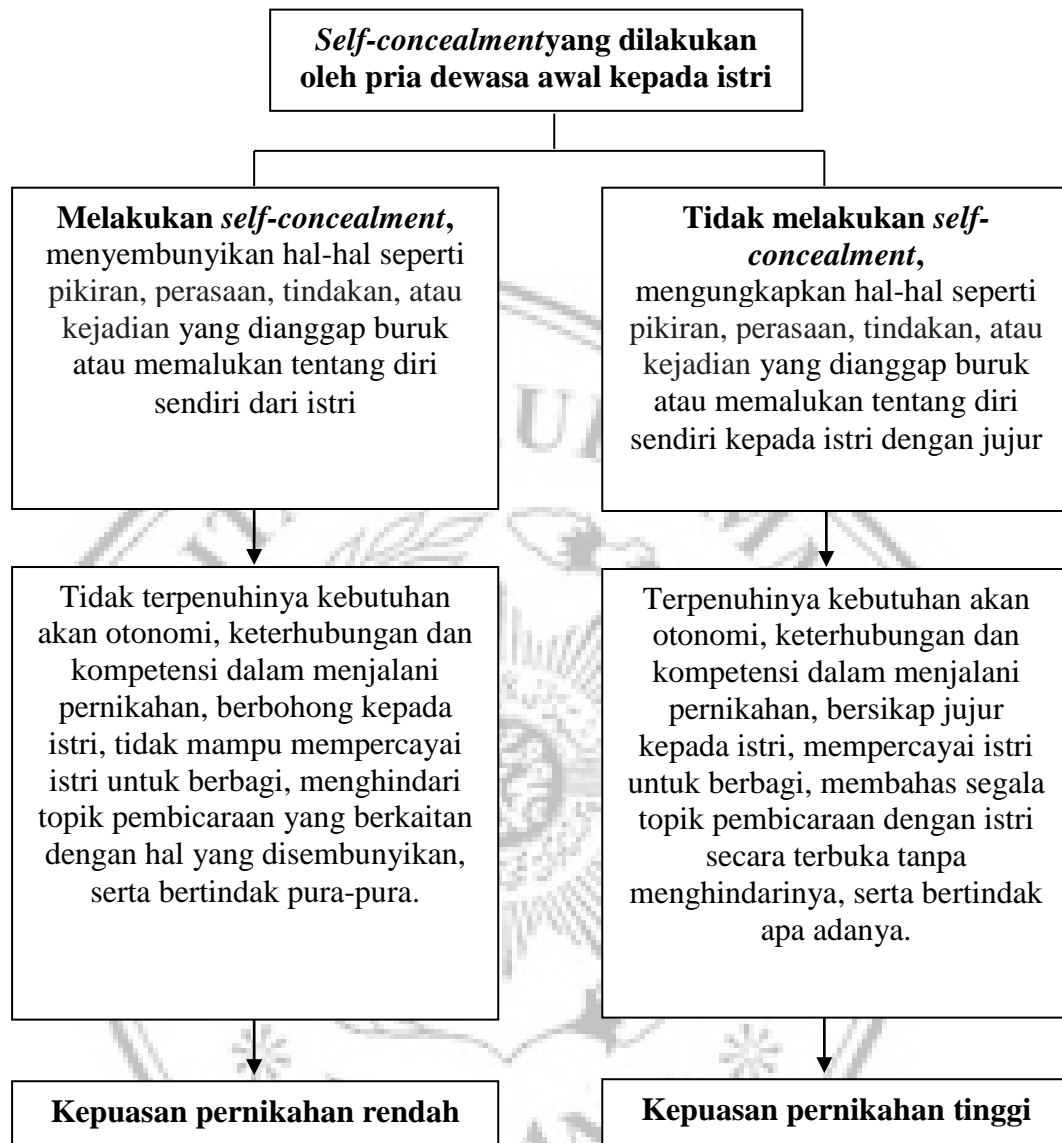 Self-concealmentyang dilakukan
oleh pria dewasa awal kepada istri
Melakukan self-concealment,
menyembunyikan hal-hal seperti
pikiran, perasaan, tindakan, atau
kejadian yang dianggap buruk
atau memalukan tentang diri
sendiri dari istri
Tidak melakukan self-
concealment,
mengungkapkan hal-hal seperti
pikiran, perasaan, tindakan, atau
kejadian yang dianggap buruk
atau memalukan tentang diri
sendiri kepada istri dengan jujur
Tidak terpenuhinya kebutuhan
akan otonomi, keterhubungan dan
kompetensi dalam menjalani
pernikahan, berbohong kepada
istri, tidak mampu mempercayai
istri untuk berbagi, menghindari
topik pembicaraan yang berkaitan
dengan hal yang disembunyikan,
serta bertindak pura-pura.
Terpenuhinya kebutuhan akan
otonomi, keterhubungan dan
kompetensi dalam menjalani
pernikahan, bersikap jujur
kepada istri, mempercayai istri
untuk berbagi, membahas segala
topik pembicaraan dengan istri
secara terbuka tanpa
menghindarinya, serta bertindak
apa adanya.
Kepuasan pernikahan rendah
Kepuasan pernikahan tinggi